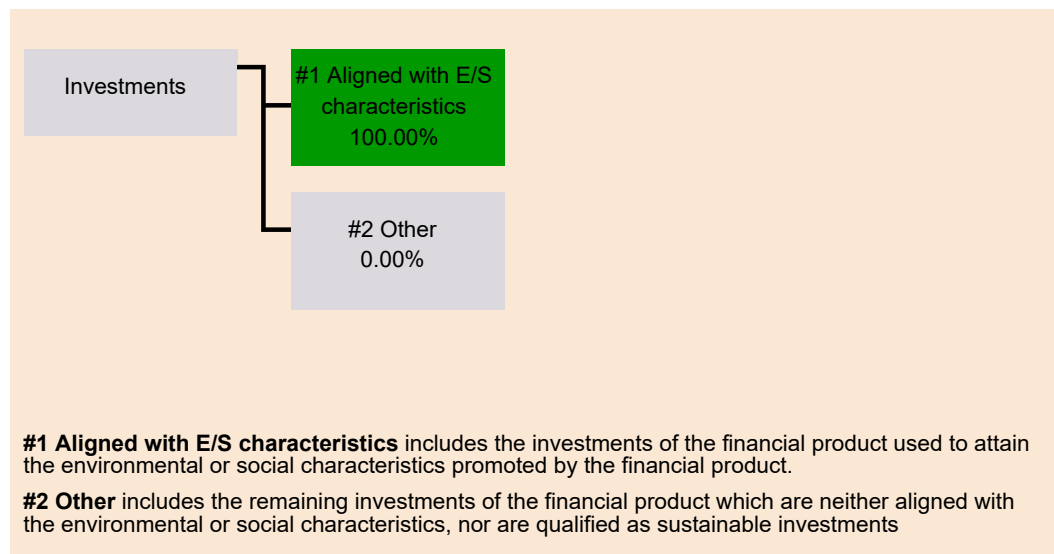 Investments
#1 Aligned with E/S
characteristics
100.00%
#2 Other
0.00%
#1 Aligned with E/S characteristics includes the investments of the financial product used to attain
the environmental or social characteristics promoted by the financial product.
#2 Other includes the remaining investments of the financial product which are neither aligned with
the environmental or social characteristics, nor are qualified as sustainable investments